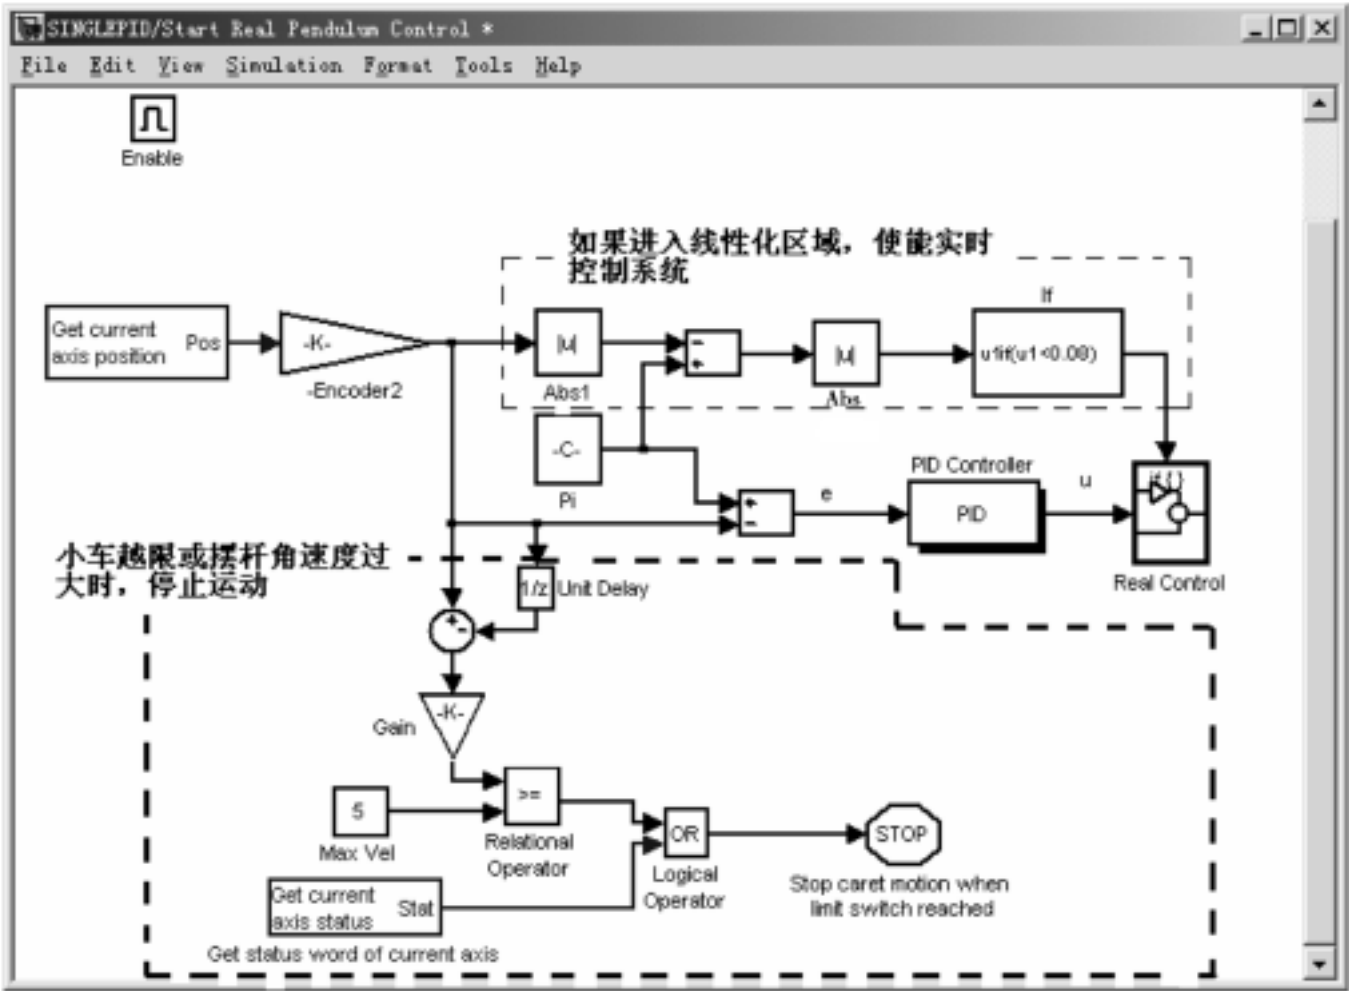 SINGLEPID/Start Real Pendulum Control *
File Edit View Simulation Format Tools Help
Enable
如果进入线性化区域，使能实时
控制系统
If
Get current
axis position
Pos
-K-
-Encoder2
|u|
Abs1
-
+
|u|
Abs
u1if(u1<0.08)
-C-
Pi
+
-
e
PID Controller
PID
u
if { }
Real Control
小车越限或摆杆角速度过
大时，停止运动
1/z
Unit Delay
+
-
-K-
Gain
5
Max Vel
>=
Relational
Operator
OR
Logical
Operator
STOP
Stop caret motion when
limit switch reached
Get current
axis status
Stat
Get status word of current axis